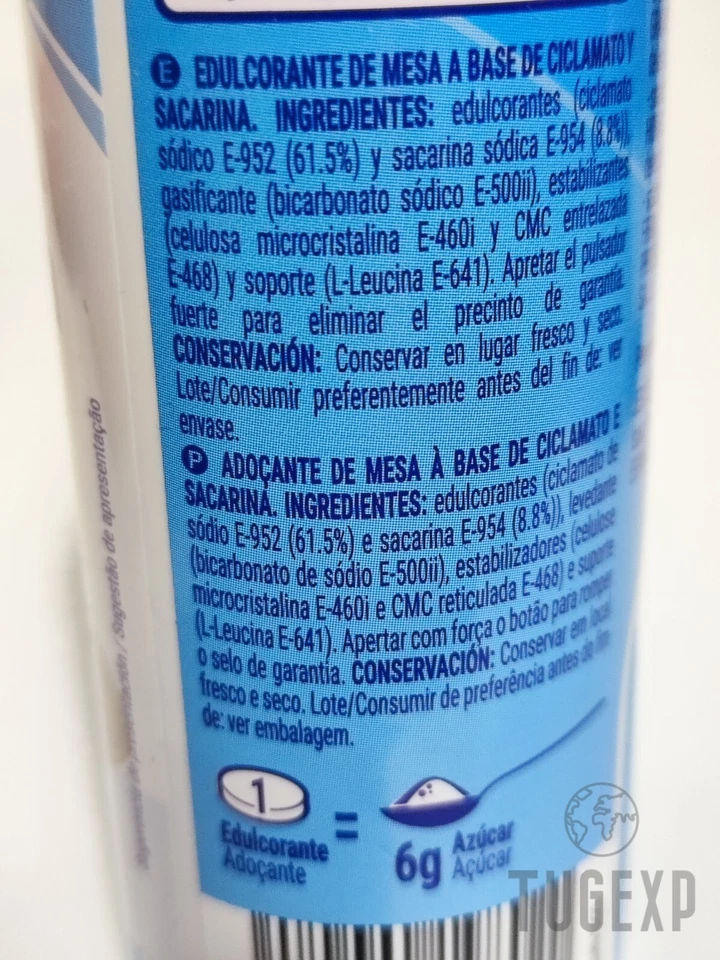 E EDULCORANTE DE MESA A BASE DE CICLAMATO Y
SACARINA. INGREDIENTES: edulcorantes (ciclamato
sódico E-952 (61.5%) y sacarina sódica E-954 (8.8%)),
gasificante (bicarbonato sódico E-500ii), estabilizantes
(celulosa microcristalina E-460i y CMC entrelazada
E-468) y soporte (L-Leucina E-641). Apretar el pulsador
fuerte para eliminar el precinto de garantía.
CONSERVACIÓN: Conservar en lugar fresco y seco.
Lote/Consumir preferentemente antes del fin de: ver
envase.
P ADOÇANTE DE MESA À BASE DE CICLAMATO E
SACARINA. INGREDIENTES: edulcorantes (ciclamato de
sódio E-952 (61.5%) e sacarina E-954 (8.8%)), levedante
(bicarbonato de sódio E-500ii), estabilizadores (celulose
microcristalina E-460i e CMC reticulada E-468) e suporte
(L-Leucina E-641). Apertar com força o botão para romper
o selo de garantia. CONSERVACIÓN: Conservar em local
fresco e seco. Lote/Consumir de preferência antes do fim
de: ver embalagem.
1 = 6g
Edulcorante
Adoçante
Azúcar
Açúcar
Sugerencia de presentación / Sugestão de apresentação
TUGEXP